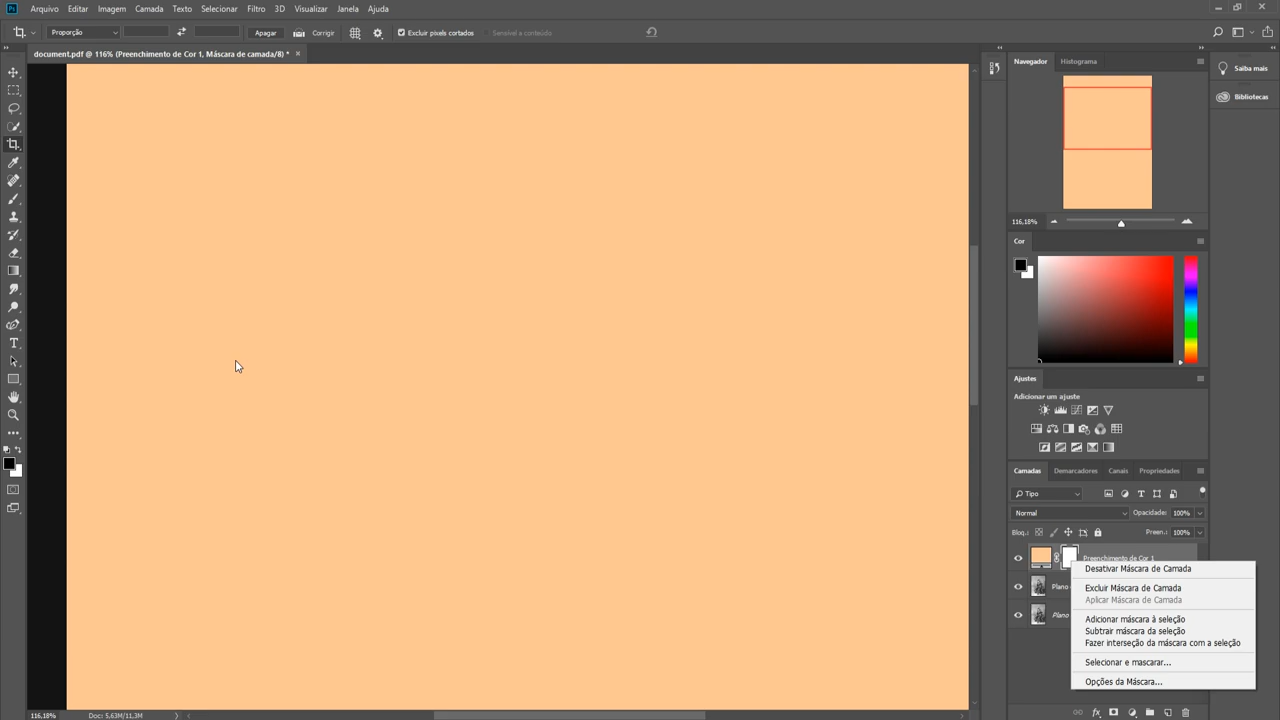 Ps Arquivo Editar Imagem Camada Texto Selecionar Filtro 3D Visualizar Janela Ajuda
Proporção Apagar Corrigir Excluir pixels cortados Sensível a conteúdo
document.pdf @ 116% (Preenchimento de Cor 1, Máscara de camada/8) * ×
Navegador Histograma
Saiba mais
Bibliotecas
116,18%
Cor
Ajustes
Adicionar um ajuste
Camadas Demarcadores Canais Propriedades
Tipo
Normal Opacidade: 100%
Bloq.: Preen.: 100%
Preenchimento de Cor 1
Desativar Máscara de Camada
Plano
Excluir Máscara de Camada
Aplicar Máscara de Camada
Plano
Adicionar máscara à seleção
Subtrair máscara da seleção
Fazer interseção da máscara com a seleção
Selecionar e mascarar...
Opções da Máscara...
116,18% Doc: 5,63M/11,3M